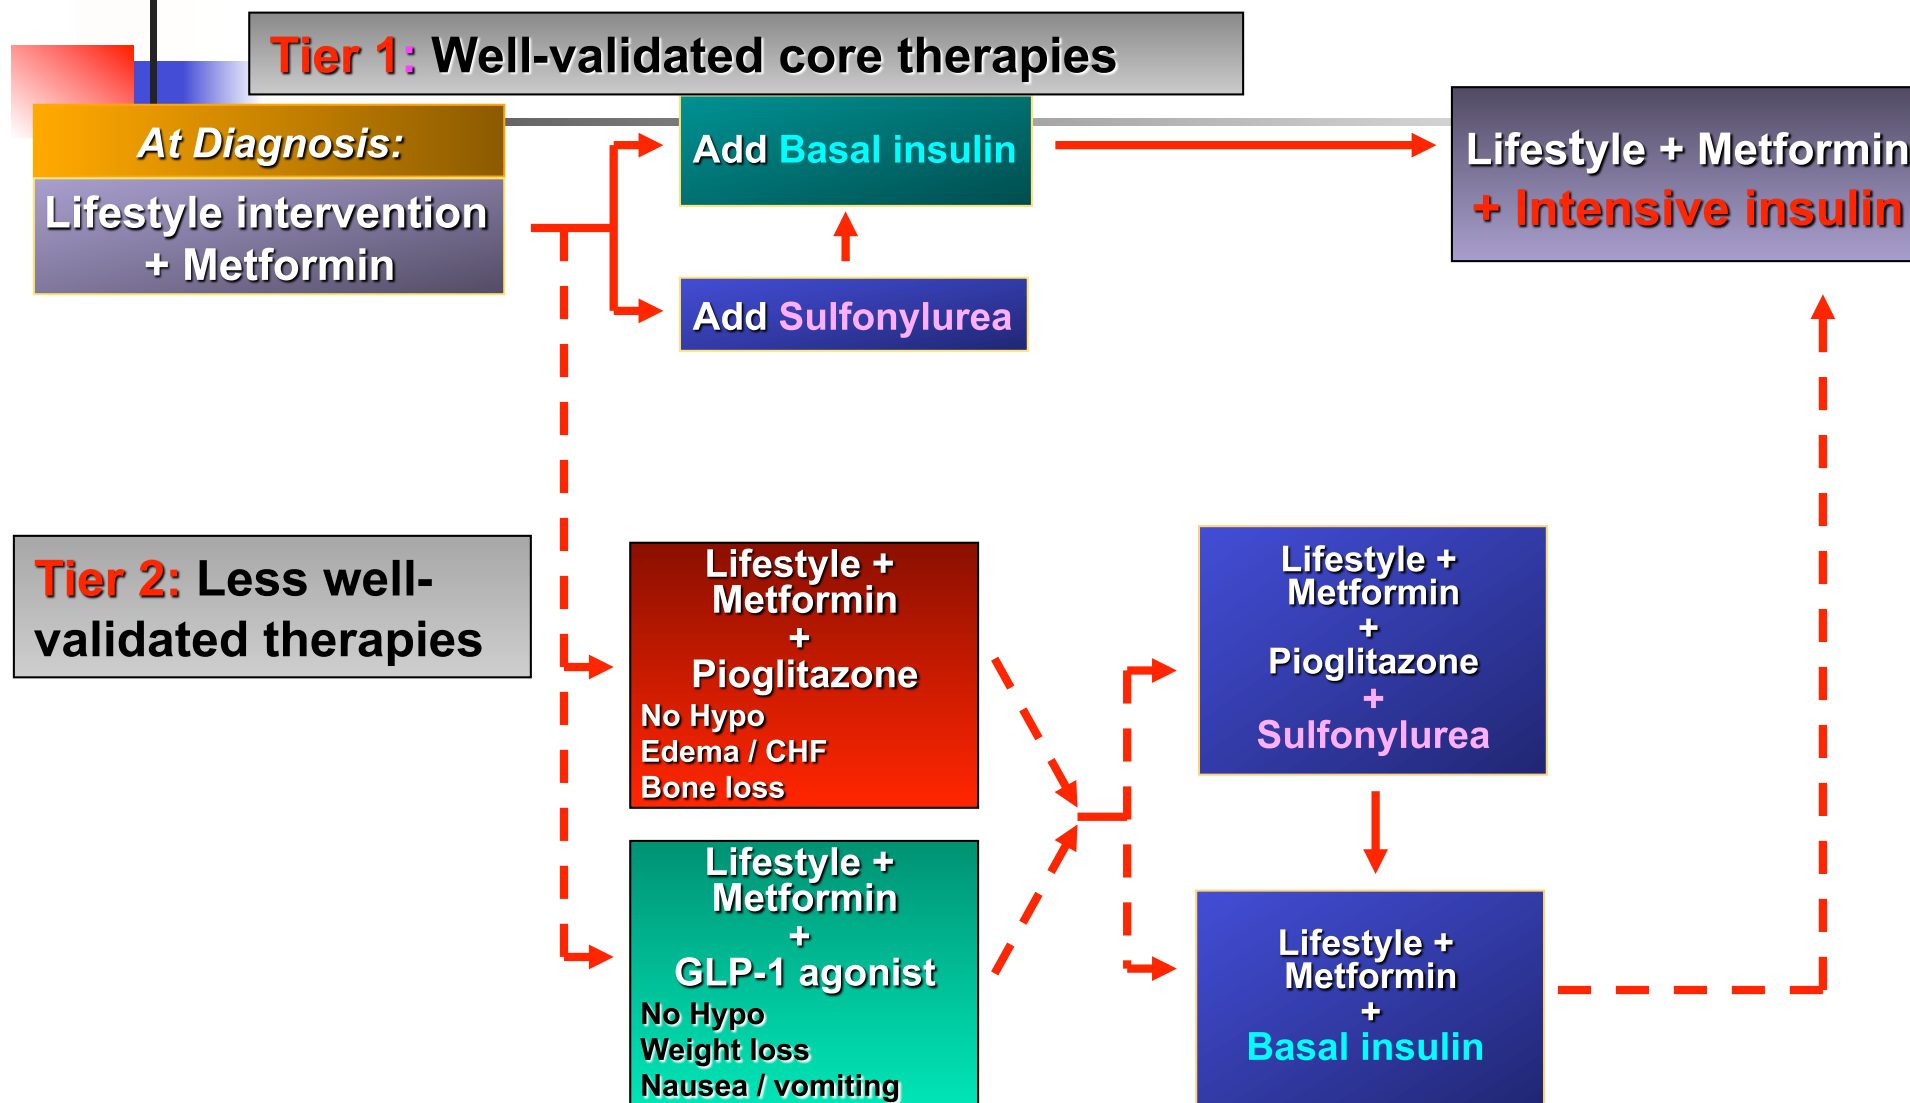 Tier 1: Well-validated core therapies
At Diagnosis:
Lifestyle intervention
+ Metformin
Add Basal insulin
Add Sulfonylurea
Lifestyle + Metformin
+ Intensive insulin
Tier 2: Less well-
validated therapies
Lifestyle +
Metformin
+
Pioglitazone
No Hypo
Edema / CHF
Bone loss
Lifestyle +
Metformin
+
GLP-1 agonist
No Hypo
Weight loss
Nausea / vomiting
Lifestyle +
Metformin
+
Pioglitazone
+
Sulfonylurea
Lifestyle +
Metformin
+
Basal insulin